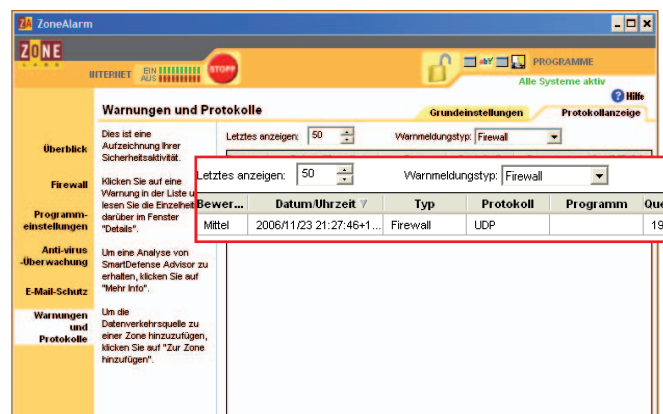 ZA ZoneAlarm
ZONE
LABS
INTERNET EIN AUS STOPP PROGRAMME
Alle Systeme aktiv
? Hilfe
Warnungen und Protokolle Grundeinstellungen Protokollanzeige
Überblick
Firewall
Programm-
einstellungen
Anti-virus
-Überwachung
E-Mail-Schutz
Warnungen
und
Protokolle
Dies ist eine
Aufzeichnung Ihrer
Sicherheitsaktivität.
Klicken Sie auf eine
Warnung in der Liste u
lesen Sie die Einzelheit
darüber im Fenster
"Details".
Um eine Analyse von
SmartDefense Advisor zu
erhalten, klicken Sie auf
"Mehr Info".
Um die
Datenverkehrsquelle zu
einer Zone hinzuzufügen,
klicken Sie auf "Zur Zone
hinzufügen".
Letztes anzeigen: 50 Warnmeldungstyp: Firewall
Letztes anzeigen: 50 Warnmeldungstyp: Firewall
Bewer... Datum/Uhrzeit Typ Protokoll Programm Que
Mittel 2006/11/23 21:27:46+1... Firewall UDP 19